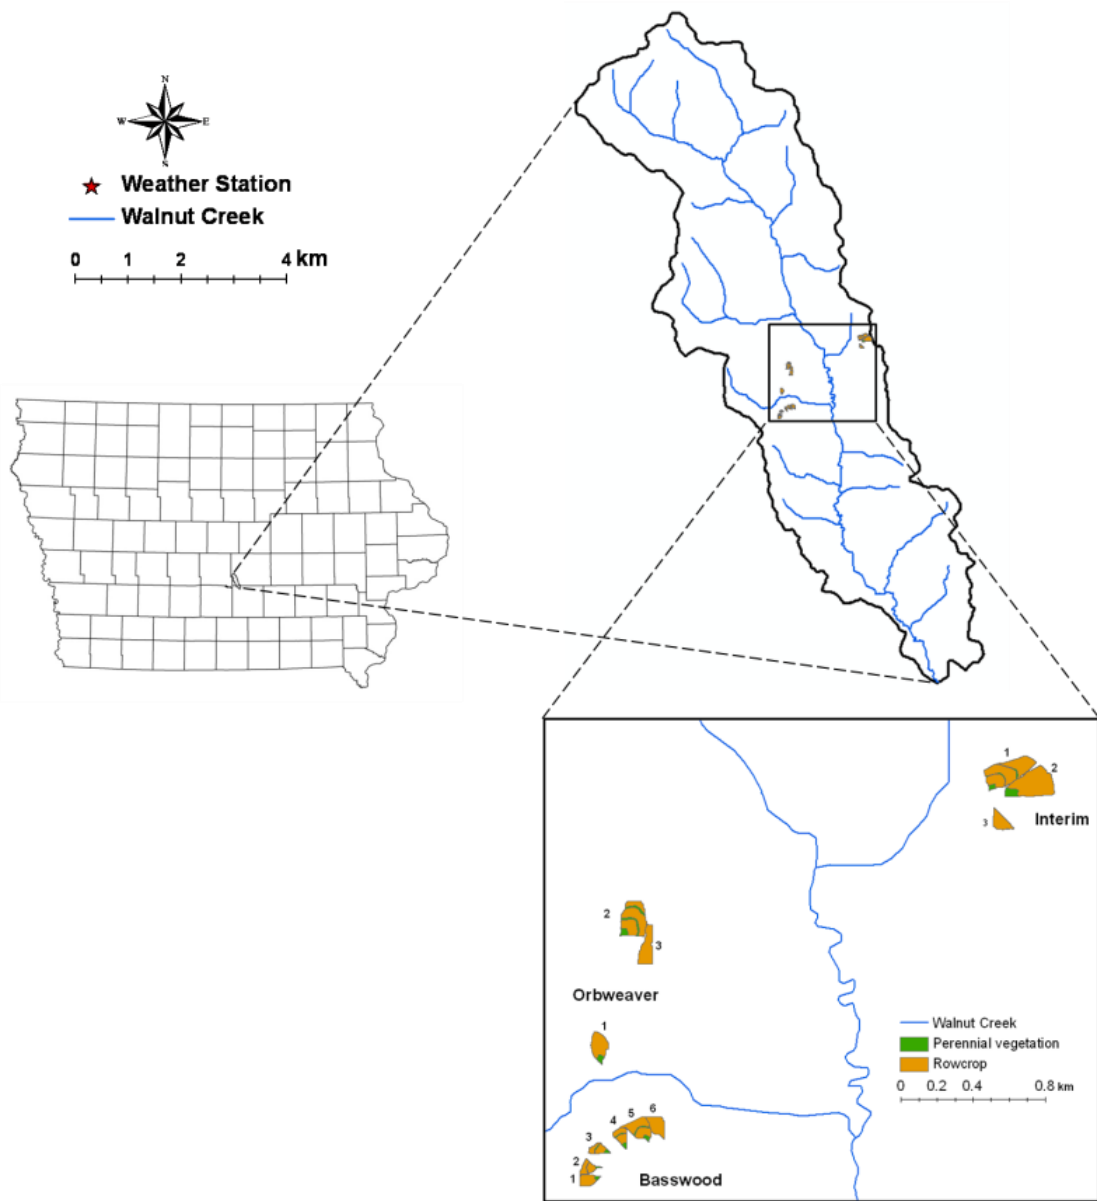 N
W E
S
Weather Station
Walnut Creek
0 1 2 4 km
1
2
3
Interim
2
3
Orbweaver
1
Walnut Creek
Perennial vegetation
Rowcrop
0 0.2 0.4 0.8 km
4 5 6
3
2
1
Basswood